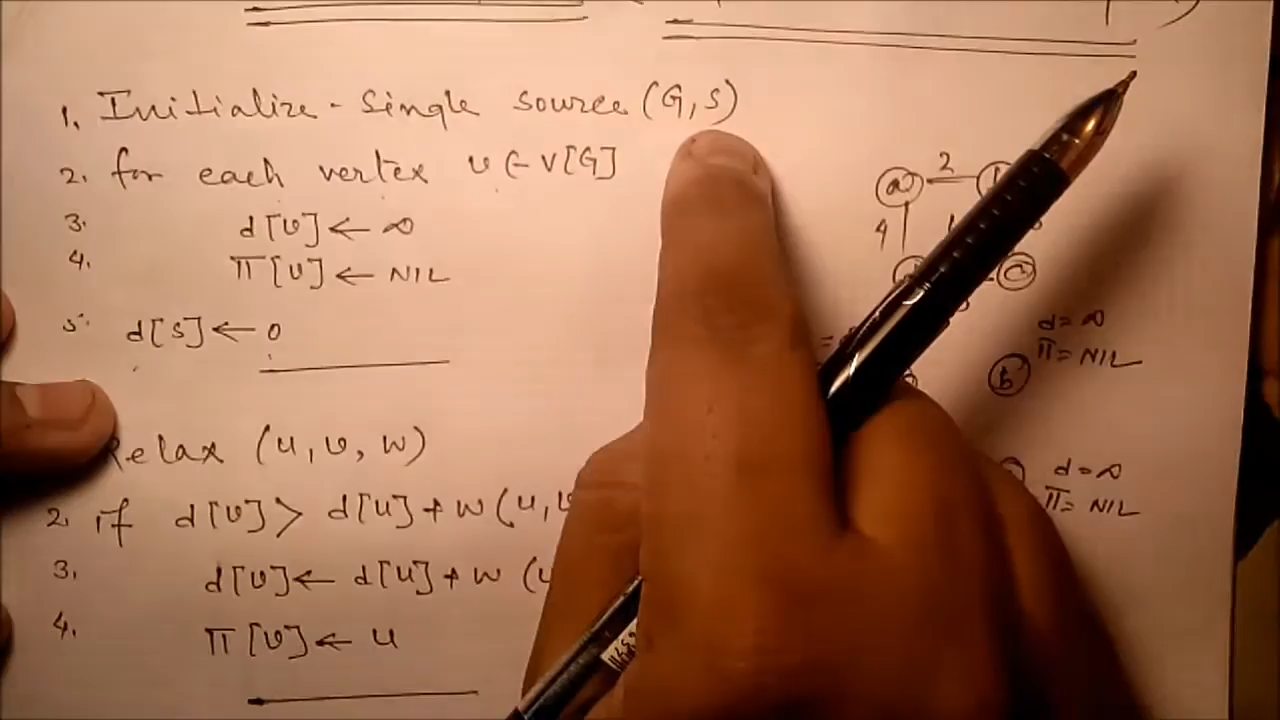 1. Initialize - Single source (G, S)
2. for each vertex v ∈ V[G]
3. d[v] ← ∞
4. π[v] ← NIL
5. d[s] ← 0
Relax (u, v, w)
2. if d[v] > d[u] + w (u, v
3. d[v] ← d[u] + w (u
4. π[v] ← u
a 2
4
d = ∞
π = NIL
b
d = ∞
π = NIL